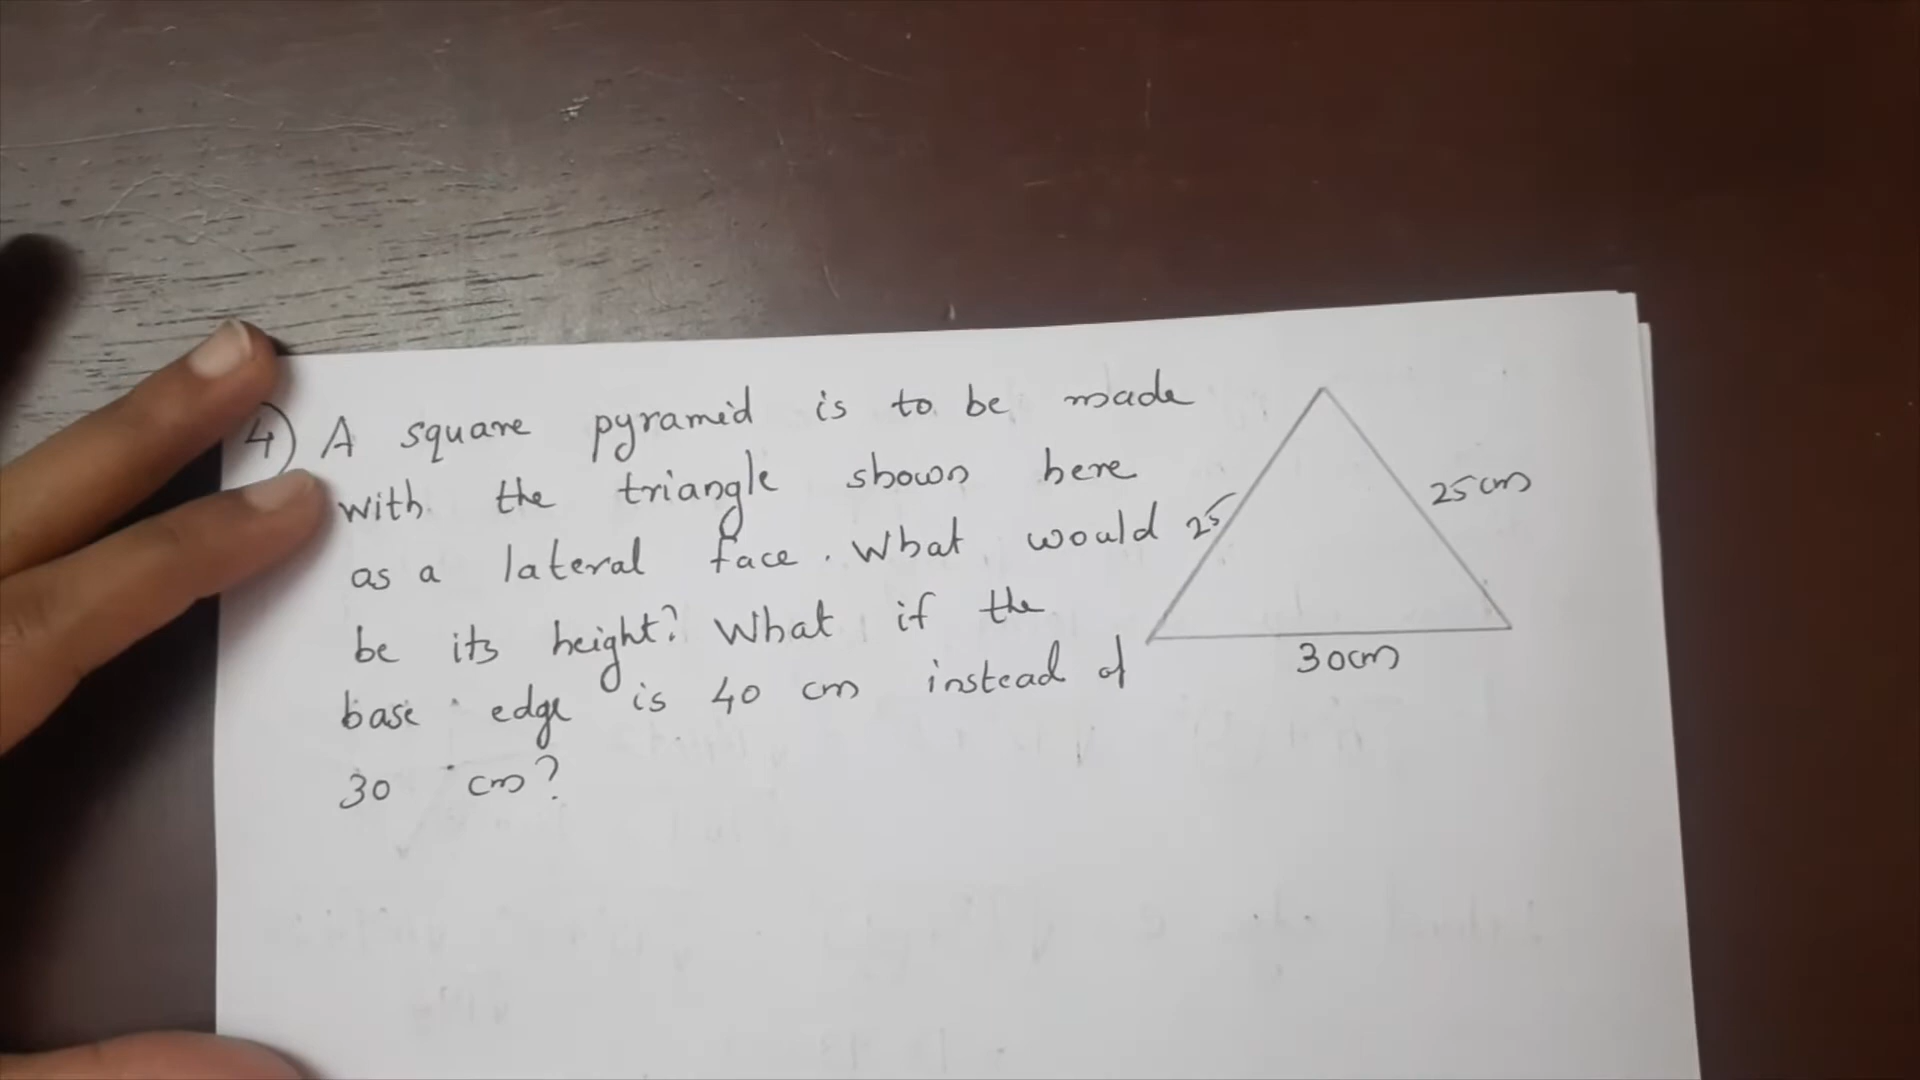 4) A square pyramid is to be made
with the triangle shown here
as a lateral face. What would
be its height? What if the
base edge is 40 cm instead of
30 cm?
25
25cm
30cm